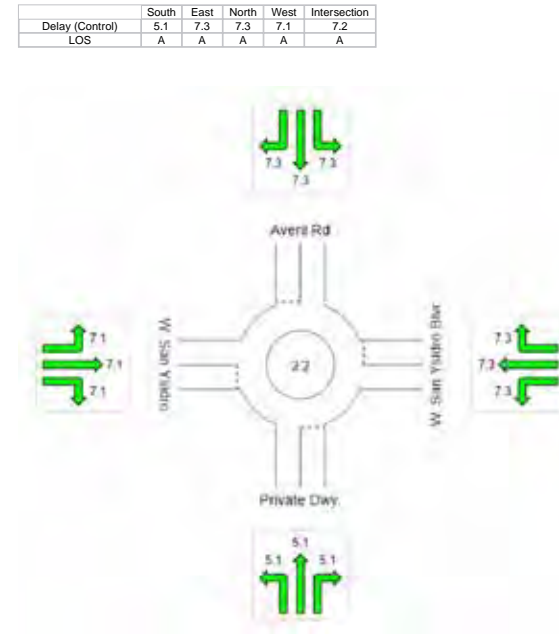 South East North West Intersection
Delay (Control) 5.1 7.3 7.3 7.1 7.2
LOS A A A A A
7.3 7.3
7.3
Averil Rd
W. San Ysidro
W. San Ysidro Blvr.
7.1
7.1
7.1
22
7.3
7.3
7.3
Private Dwy.
5.1
5.1 5.1